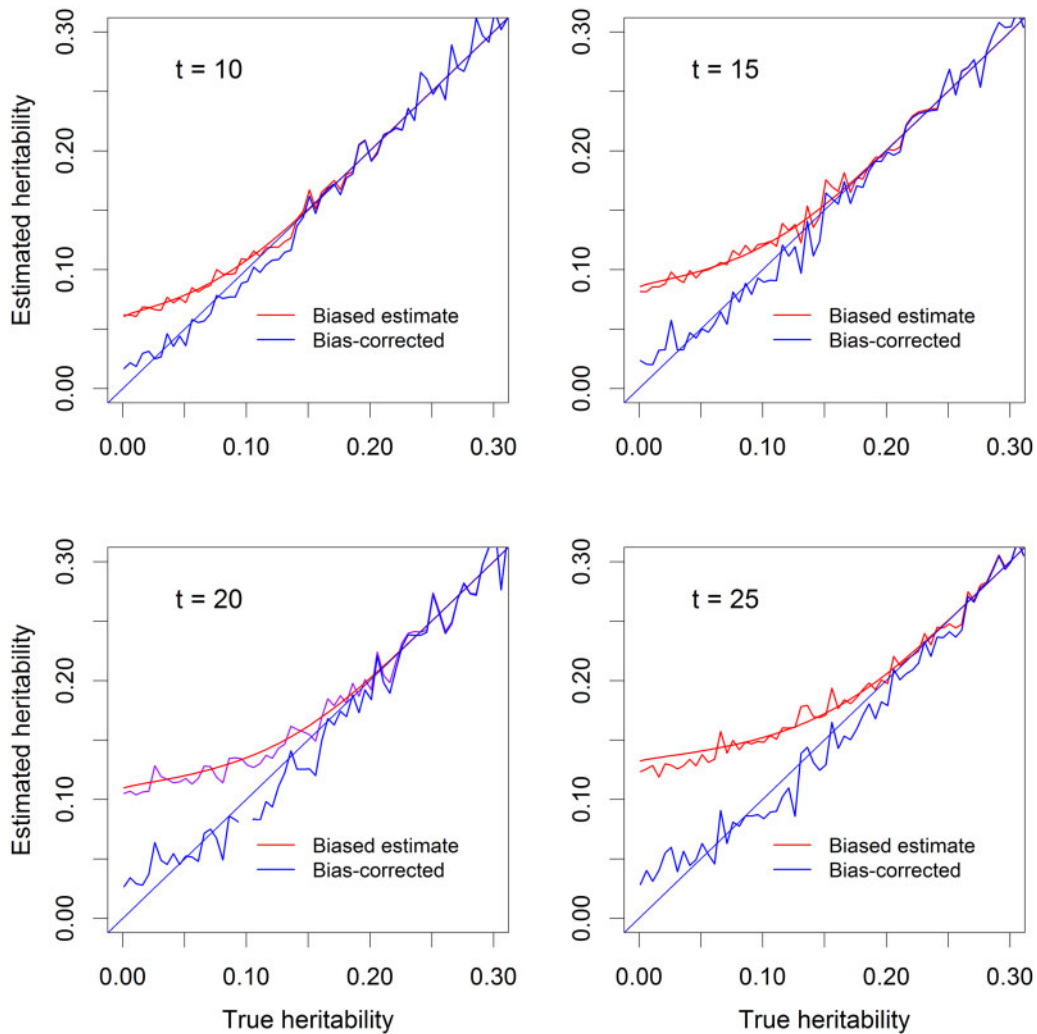 t = 10
Estimated heritability
0.30
0.20
0.10
0.00
Biased estimate
Bias-corrected
0.00 0.10 0.20 0.30
t = 15
0.30
0.20
0.10
0.00
Biased estimate
Bias-corrected
0.00 0.10 0.20 0.30
t = 20
Estimated heritability
0.30
0.20
0.10
0.00
Biased estimate
Bias-corrected
0.00 0.10 0.20 0.30
True heritability
t = 25
0.30
0.20
0.10
0.00
Biased estimate
Bias-corrected
0.00 0.10 0.20 0.30
True heritability